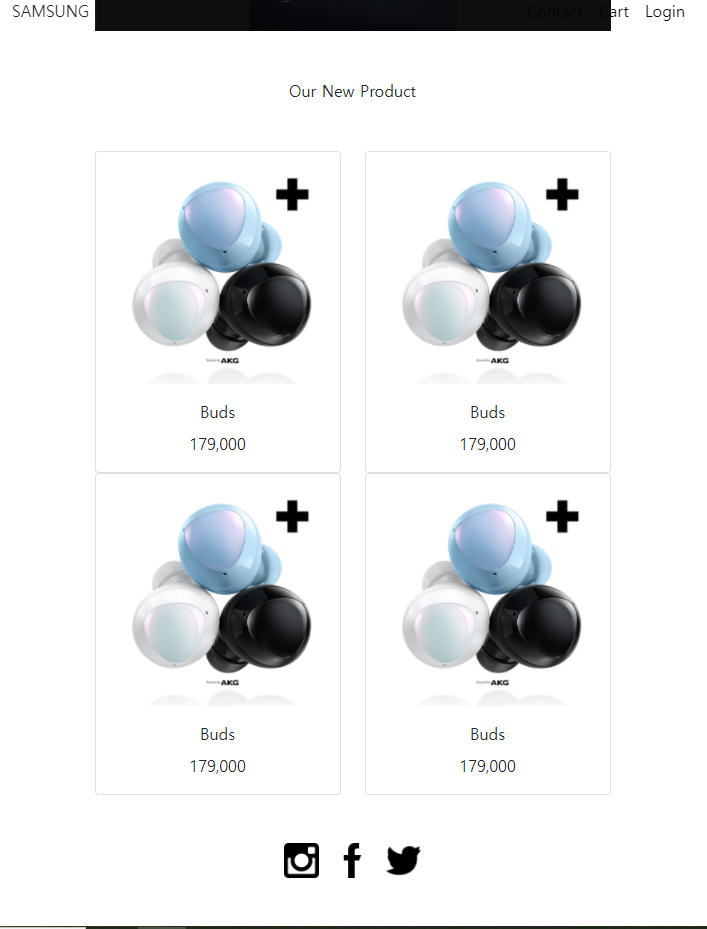 SAMSUNG Contact Cart Login
Our New Product
Sound by AKG
Sound by AKG
Buds
Buds
179,000
179,000
Sound by AKG
Sound by AKG
Buds
Buds
179,000
179,000